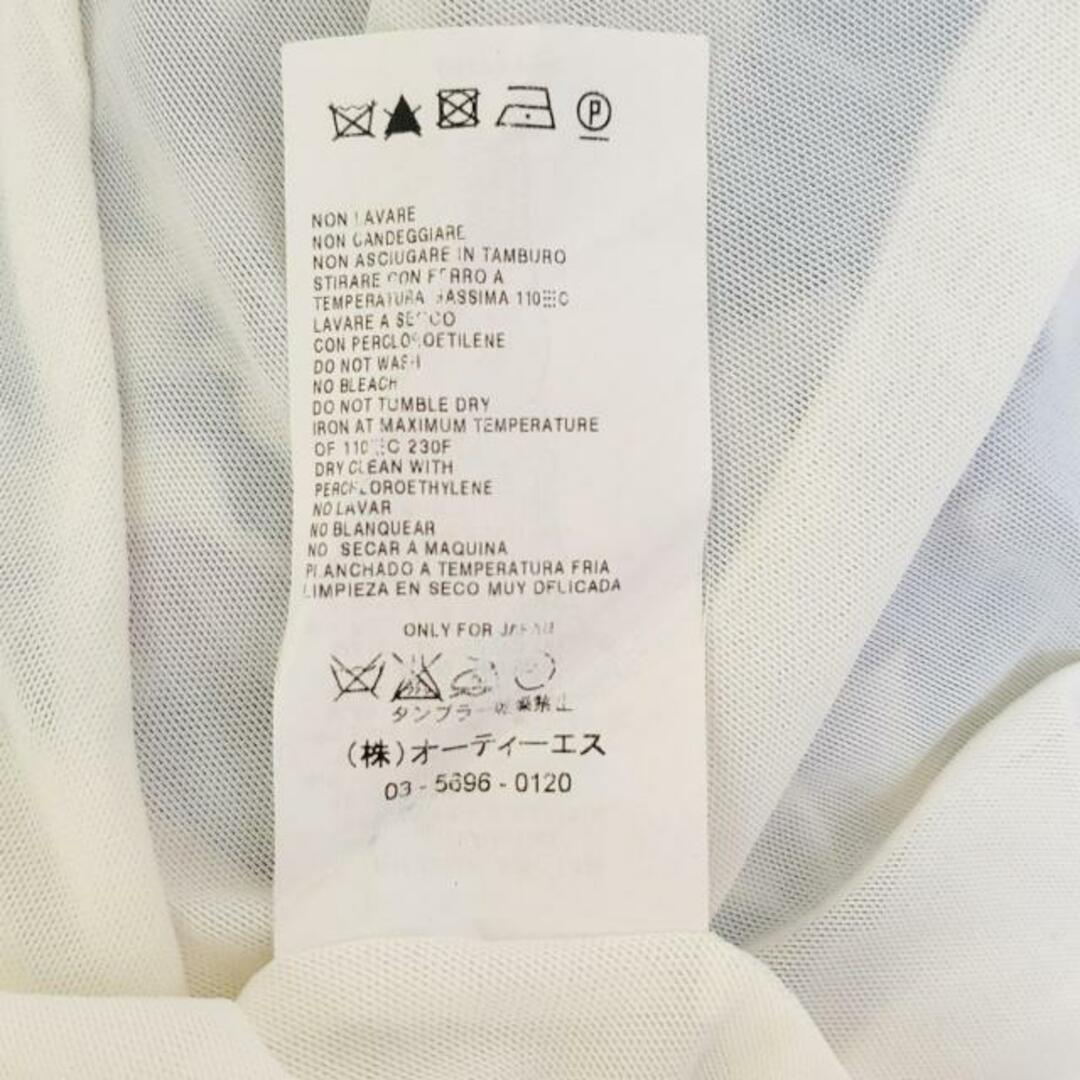 P
NON LAVARE
NON CANDEGGIARE
NON ASCIUGARE IN TAMBURO
STIRARE CON FERRO A
TEMPERATURA MASSIMA 110 C
LAVARE A SECCO
CON PERCLOROETILENE
DO NOT WASH
NO BLEACH
DO NOT TUMBLE DRY
IRON AT MAXIMUM TEMPERATURE
OF 110 C 230F
DRY CLEAN WITH
PERCHLOROETHYLENE
NO LAVAR
NO BLANQUEAR
NO SECAR A MAQUINA
PLANCHADO A TEMPERATURA FRIA
LIMPIEZA EN SECO MUY DELICADA
ONLY FOR JAPAN
タンブラー乾燥禁止
(株)オーティーエス
03-5696-0120